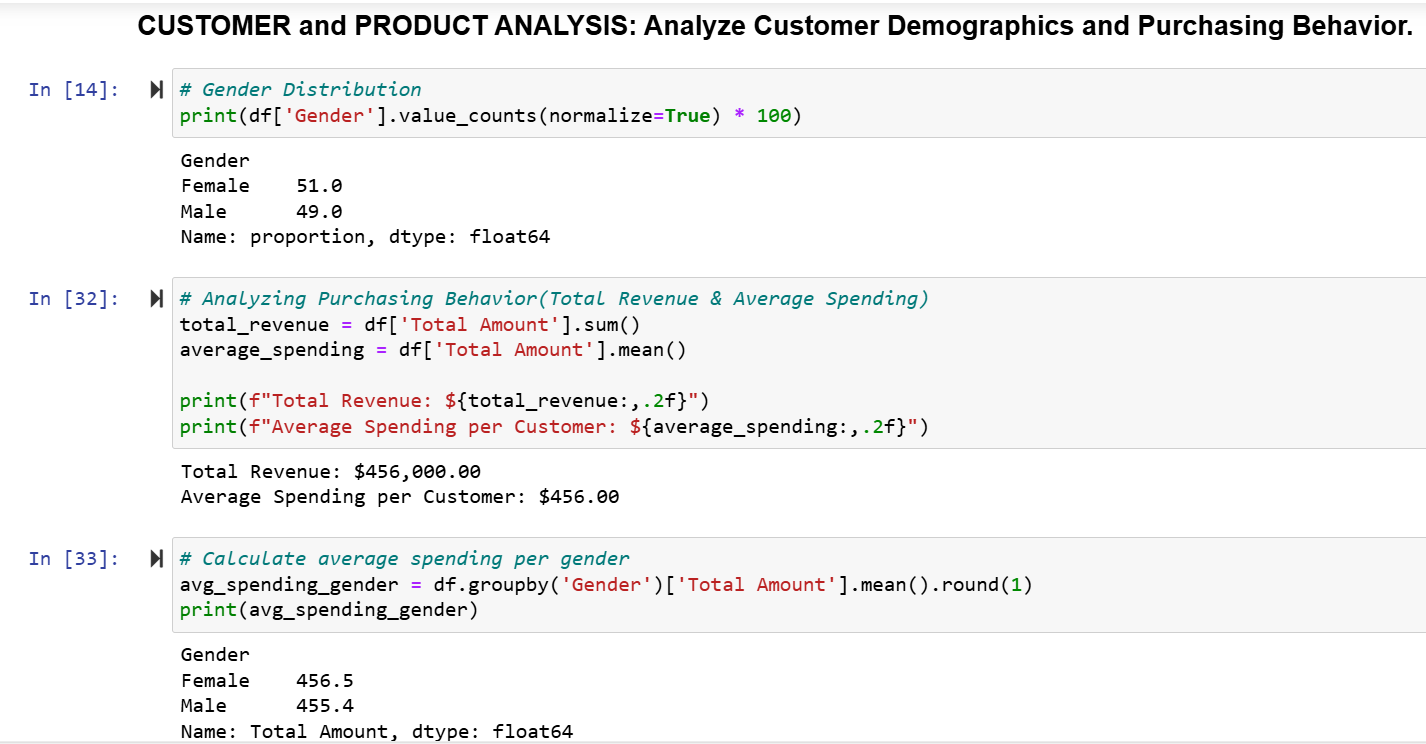 CUSTOMER and PRODUCT ANALYSIS: Analyze Customer Demographics and Purchasing Behavior.
In [14]:
# Gender Distribution
print(df['Gender'].value_counts(normalize=True) * 100)
Gender
Female    51.0
Male      49.0
Name: proportion, dtype: float64
In [32]:
# Analyzing Purchasing Behavior(Total Revenue & Average Spending)
total_revenue = df['Total Amount'].sum()
average_spending = df['Total Amount'].mean()
print(f"Total Revenue: ${total_revenue:,.2f}")
print(f"Average Spending per Customer: ${average_spending:,.2f}")
Total Revenue: $456,000.00
Average Spending per Customer: $456.00
In [33]:
# Calculate average spending per gender
avg_spending_gender = df.groupby('Gender')['Total Amount'].mean().round(1)
print(avg_spending_gender)
Gender
Female    456.5
Male      455.4
Name: Total Amount, dtype: float64